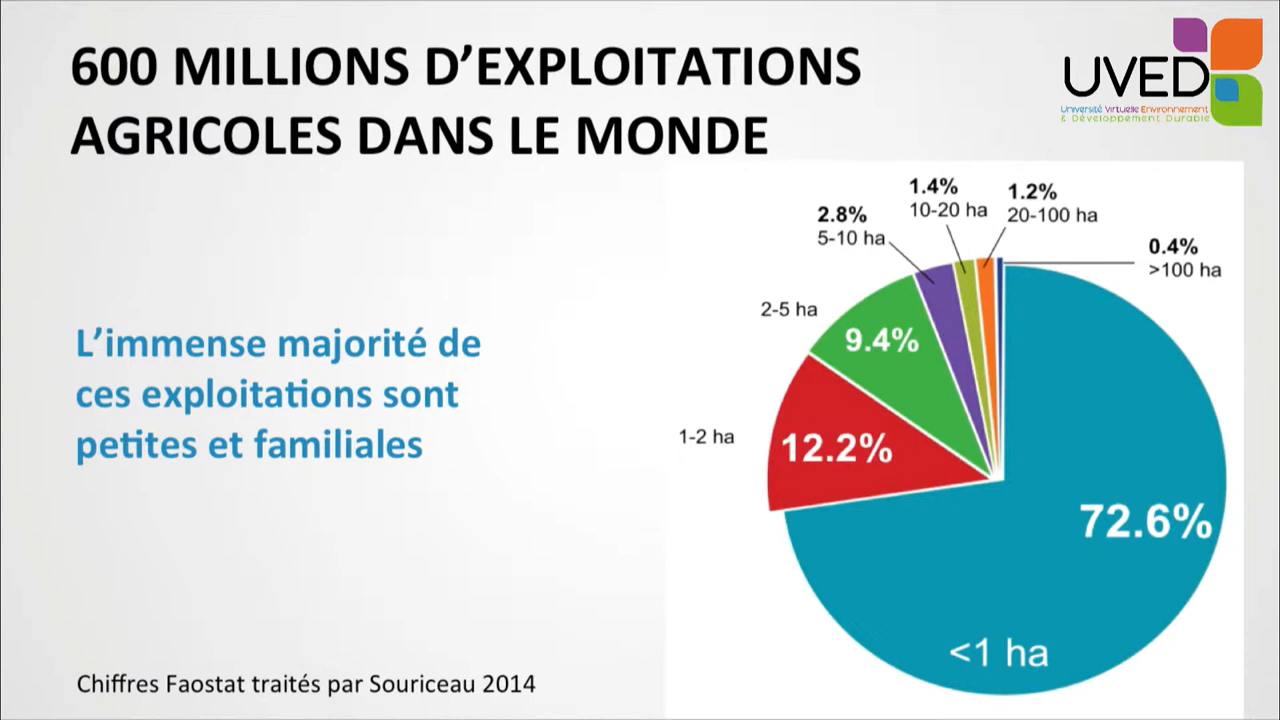 600 MILLIONS D’EXPLOITATIONS
AGRICOLES DANS LE MONDE
UVED
Université Virtuelle Environnement
& Développement Durable
L’immense majorité de
ces exploitations sont
petites et familiales
1.4%
10-20 ha
1.2%
20-100 ha
2.8%
5-10 ha
0.4%
>100 ha
2-5 ha
9.4%
1-2 ha
12.2%
72.6%
<1 ha
Chiffres Faostat traités par Souriceau 2014